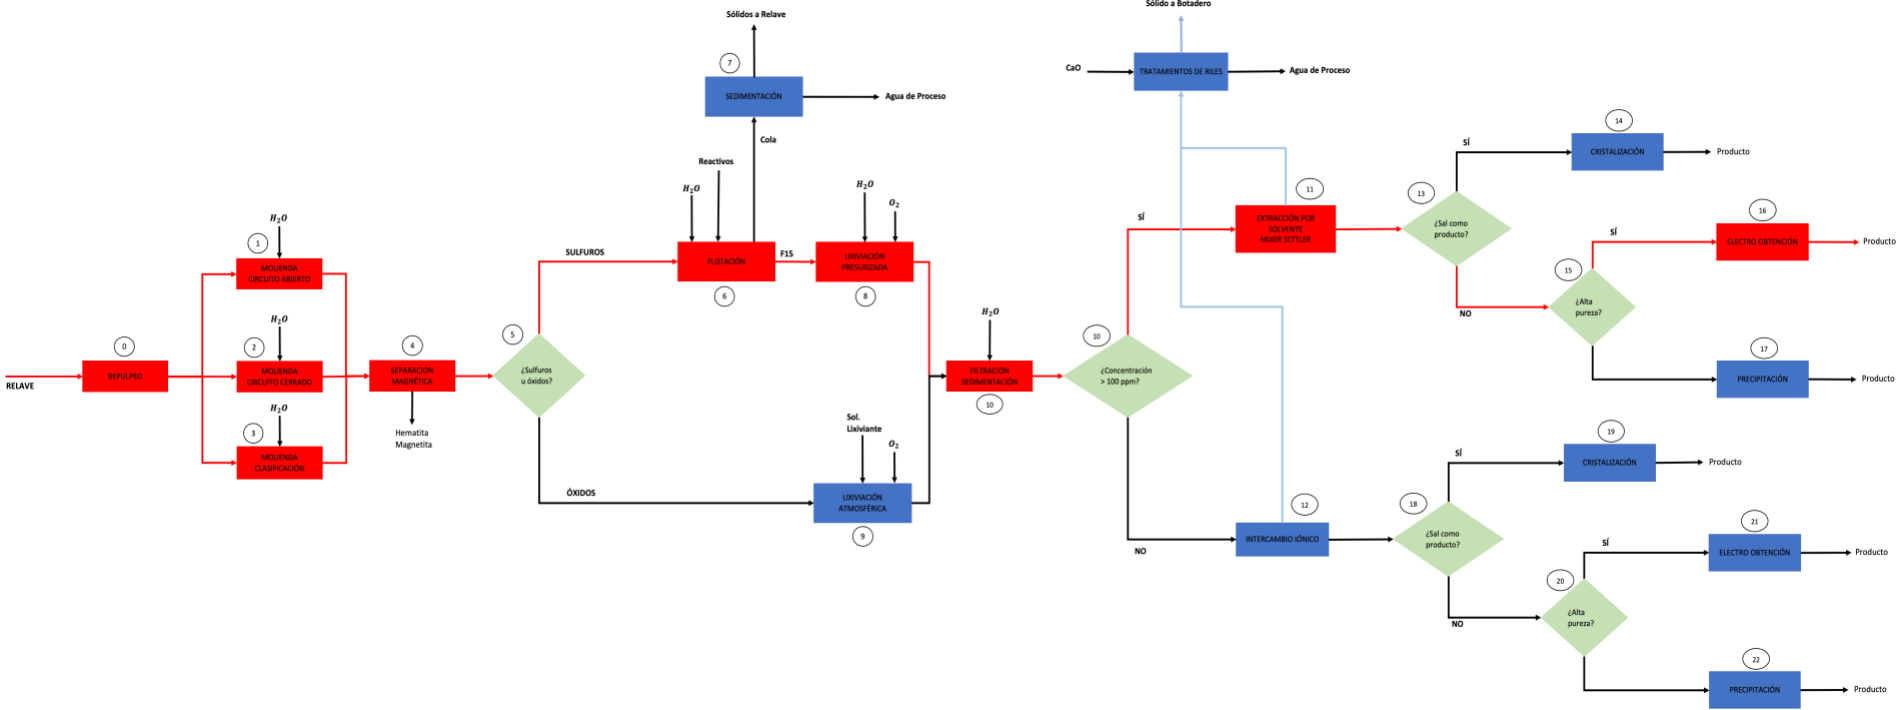 Sólido a Botadero
Sólidos a Relave
7
SEDIMENTACIÓN
Agua de Proceso
Cola
CaO
TRATAMIENTOS DE RILES
Agua de Proceso
RELAVE
0
REPULPEO
H₂O
1
MOLIENDA
CIRCUITO ABIERTO
H₂O
2
MOLIENDA
CIRCUITO CERRADO
H₂O
3
MOLIENDA
CLASIFICACIÓN
4
SEPARACIÓN
MAGNÉTICA
Hematita
Magnetita
5
¿Sulfuros
u óxidos?
SULFUROS
H₂O
Reactivos
FLOTACIÓN
6
F15
H₂O
O₂
LIXIVIACIÓN
PRESURIZADA
8
ÓXIDOS
Sol.
Lixiviante
O₂
LIXIVIACIÓN
ATMOSFÉRICA
9
H₂O
FILTRACIÓN
SEDIMENTACIÓN
10
10
¿Concentración
> 100 ppm?
SÍ
11
EXTRACCIÓN POR
SOLVENTE
MIXER SETTLER
13
¿Sal como
producto?
SÍ
14
CRISTALIZACIÓN
Producto
NO
15
¿Alta
pureza?
SÍ
16
ELECTRO OBTENCIÓN
Producto
17
PRECIPITACIÓN
Producto
NO
12
INTERCAMBIO IÓNICO
18
¿Sal como
producto?
SÍ
19
CRISTALIZACIÓN
Producto
NO
20
¿Alta
pureza?
SÍ
21
ELECTRO OBTENCIÓN
Producto
22
PRECIPITACIÓN
Producto